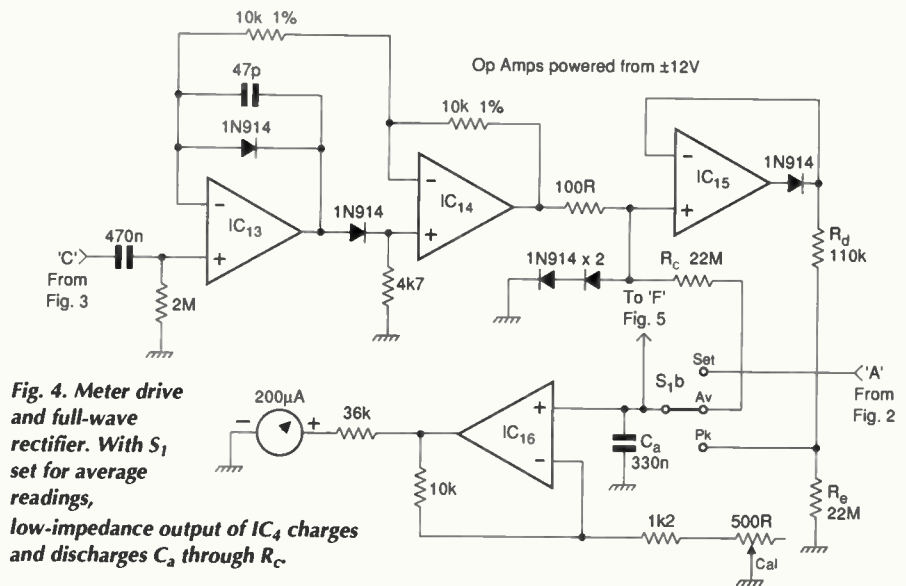 10k 1%
47p
1N914
IC13
1N914
470n
'C'
From
Fig. 3
2M
4k7
Op Amps powered from ±12V
10k 1%
IC14
100R
IC15
1N914
1N914 x 2
Rc 22M
Rd
110k
To 'F'
Fig. 5
S1b
Set
Av
Pk
'A'
From
Fig. 2
Re
22M
Ca
330n
IC16
200µA
36k
10k
1k2
500R
Cal
Fig. 4. Meter drive
and full-wave
rectifier. With S1
set for average
readings,
low-impedance output of IC4 charges
and discharges Ca through Rc.